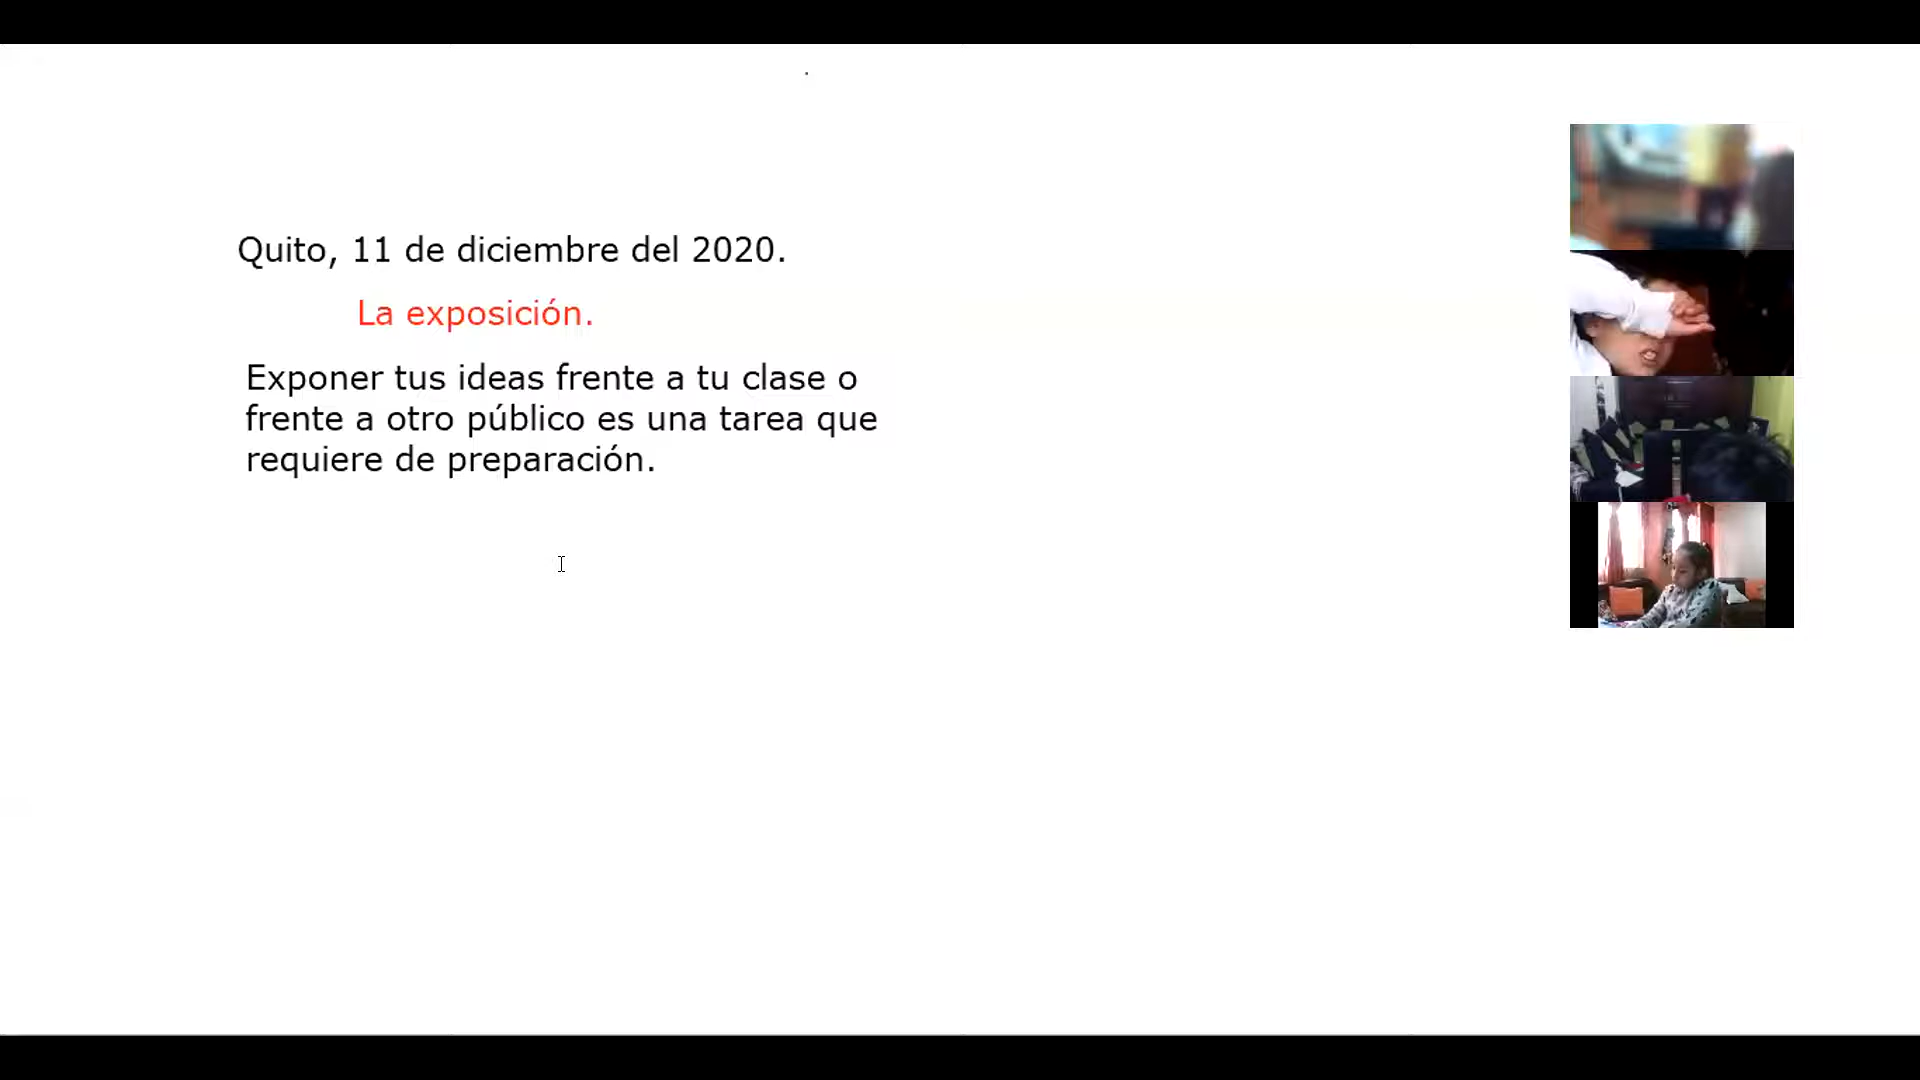 Quito, 11 de diciembre del 2020.
La exposición.
Exponer tus ideas frente a tu clase o
frente a otro público es una tarea que
requiere de preparación.